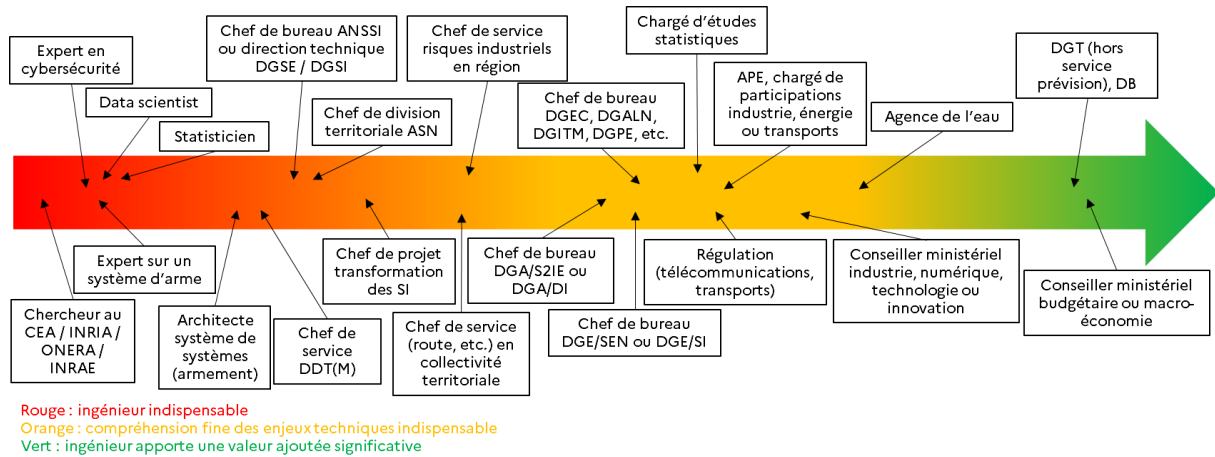 Expert en
cybersécurité
Data scientist
Statisticien
Chef de bureau ANSSI
ou direction technique
DGSE / DGSI
Chef de division
territoriale ASN
Chef de service
risques industriels
en région
Chef de bureau
DGEC, DGALN,
DGITM, DGPE, etc.
Chargé d'études
statistiques
APE, chargé de
participations
industrie, énergie
ou transports
Agence de l'eau
DGT (hors
service
prévision), DB
Chercheur au
CEA / INRIA /
ONERA /
INRAE
Expert sur un
système d'arme
Architecte
système de
systèmes
(armement)
Chef de
service
DDT(M)
Chef de projet
transformation
des SI
Chef de service
(route, etc.) en
collectivité
territoriale
Chef de bureau
DGA/S2IE ou
DGA/DI
Chef de bureau
DGE/SEN ou DGE/SI
Régulation
(télécommunications,
transports)
Conseiller ministériel
industrie, numérique,
technologie ou
innovation
Conseiller ministériel
budgétaire ou macro-
économie
Rouge : ingénieur indispensable
Orange : compréhension fine des enjeux techniques indispensable
Vert : ingénieur apporte une valeur ajoutée significative